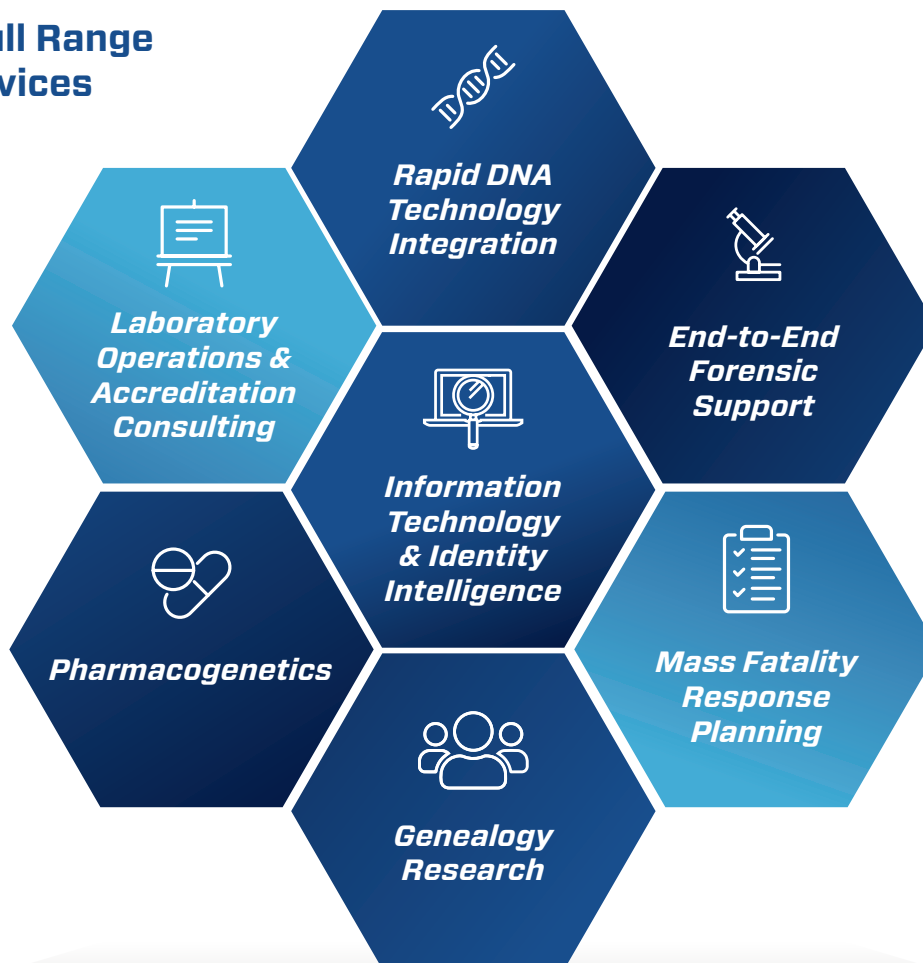 ull Range
vices
Rapid DNA
Technology
Integration
Laboratory
Operations &
Accreditation
Consulting
End-to-End
Forensic
Support
Information
Technology
& Identity
Intelligence
Pharmacogenetics
Mass Fatality
Response
Planning
Genealogy
Research